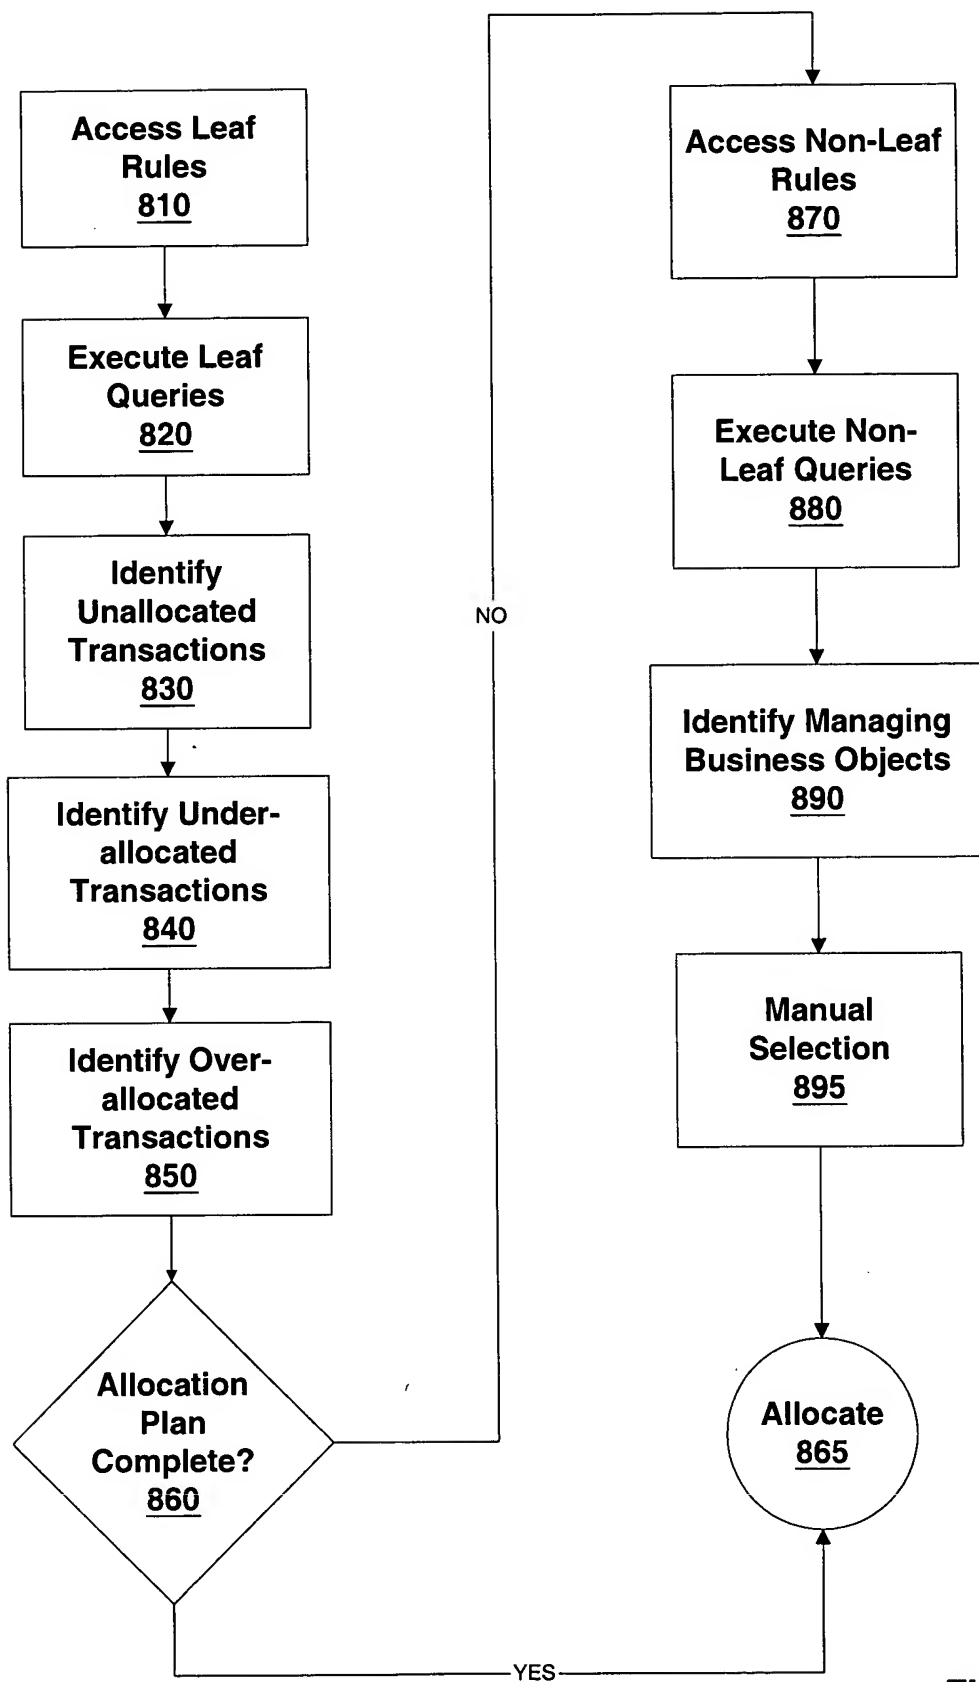 Access Leaf
Rules
810
Execute Leaf
Queries
820
Identify
Unallocated
Transactions
830
Identify Under-
allocated
Transactions
840
Identify Over-
allocated
Transactions
850
Allocation
Plan
Complete?
860
NO
YES
Access Non-Leaf
Rules
870
Execute Non-
Leaf Queries
880
Identify Managing
Business Objects
890
Manual
Selection
895
Allocate
865